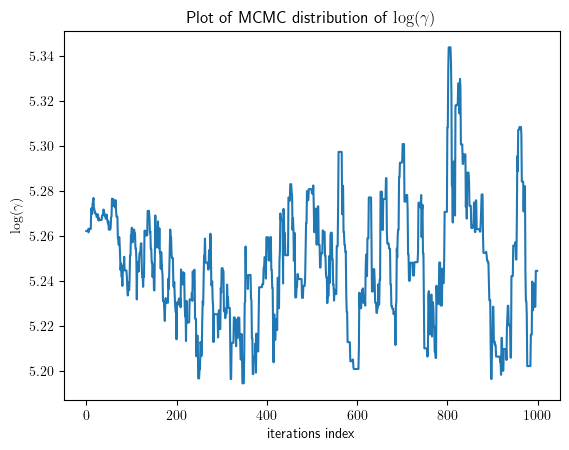 Plot of MCMC distribution of log(γ)
5.34
5.32
5.30
5.28
5.26
5.24
5.22
5.20
log(γ)
0 200 400 600 800 1000
iterations index